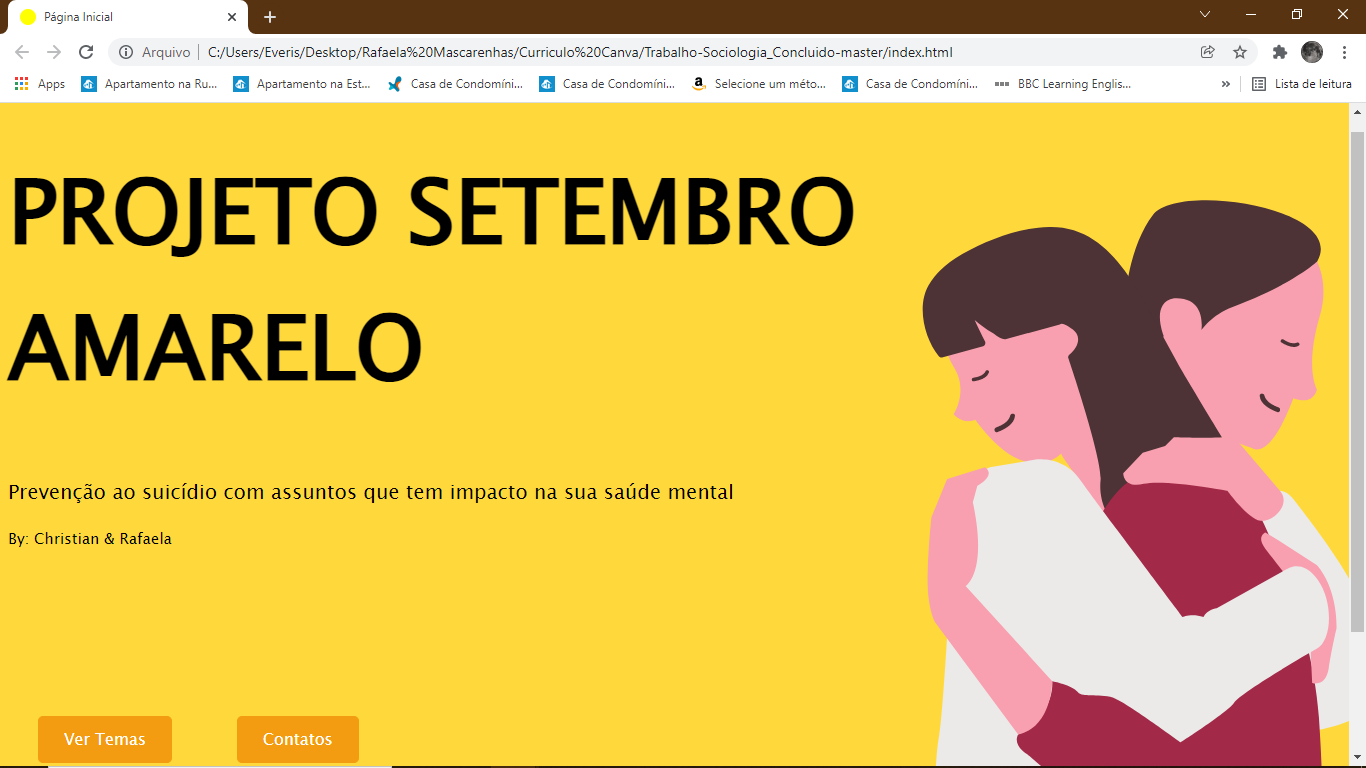 Página Inicial
Arquivo C:/Users/Everis/Desktop/Rafaela%20Mascarenhas/Curriculo%20Canva/Trabalho-Sociologia_Concluido-master/index.html
Apps Apartamento na Ru... Apartamento na Est... Casa de Condomíni... Casa de Condomíni... Selecione um méto... Casa de Condomíni... BBC Learning Englis... » Lista de leitura
PROJETO SETEMBRO
AMARELO
Prevenção ao suicídio com assuntos que tem impacto na sua saúde mental
By: Christian & Rafaela
Ver Temas Contatos